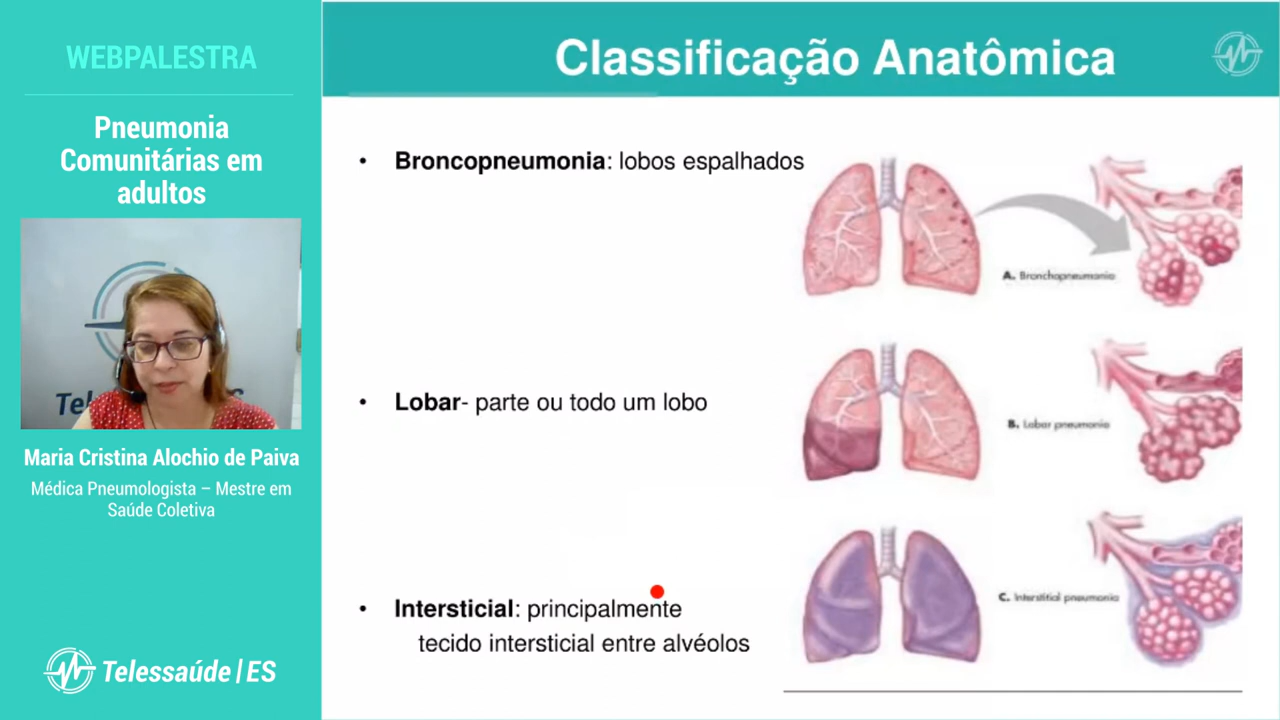 WEBPALESTRA
Pneumonia
Comunitárias em
adultos
Maria Cristina Alochio de Paiva
Médica Pneumologista – Mestre em
Saúde Coletiva
Telessaúde|ES
Classificação Anatômica
• Broncopneumonia: lobos espalhados
A. Bronchopneumonia
• Lobar- parte ou todo um lobo
B. Lobar pneumonia
• Intersticial: principalmente
tecido intersticial entre alvéolos
C. Interstitial pneumonia